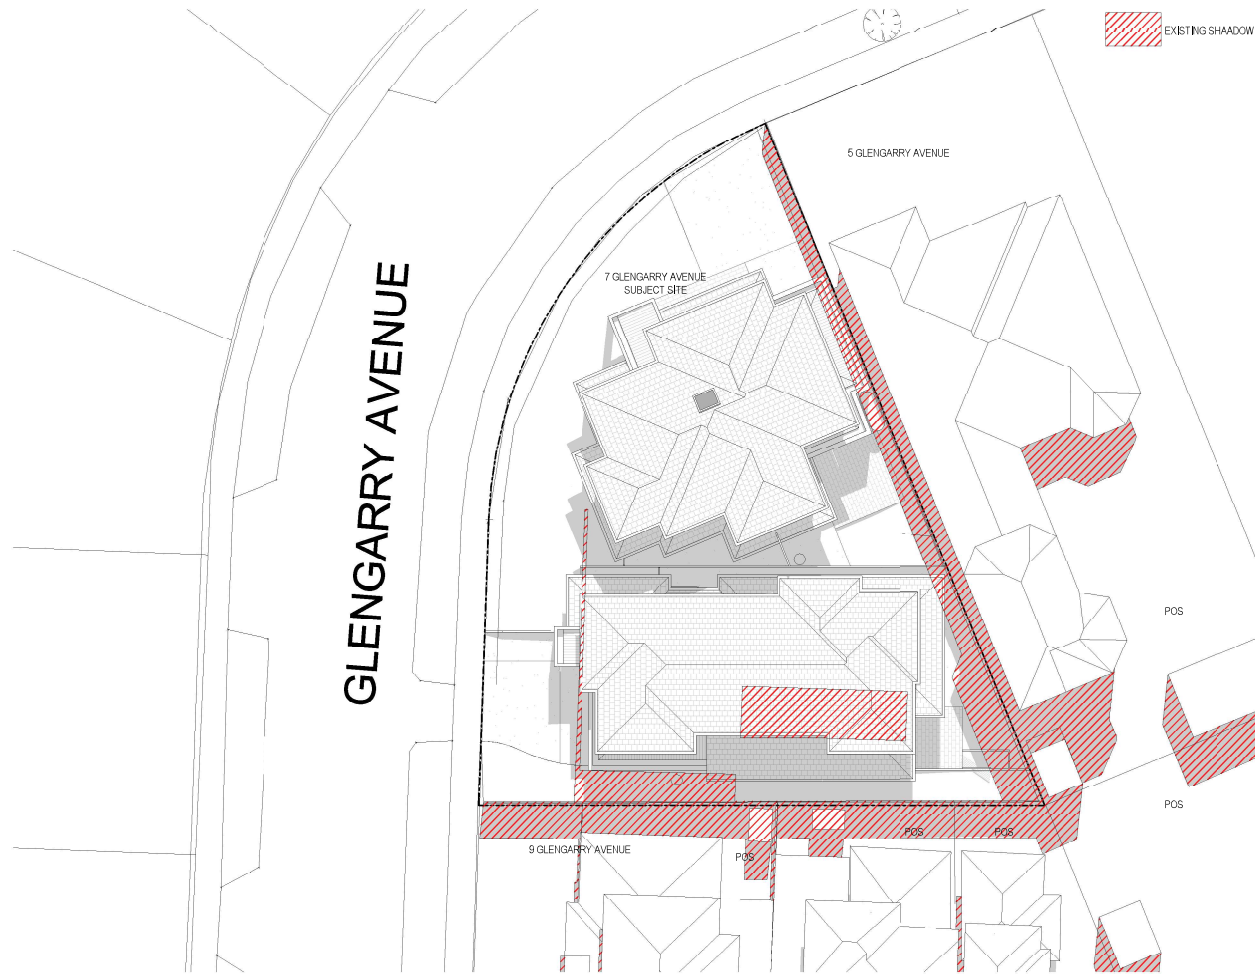 EXISTING SHAADOW
5 GLENGARRY AVENUE
7 GLENGARRY AVENUE
SUBJECT SITE
GLENGARRY AVENUE
POS
POS
9 GLENGARRY AVENUE
POS
POS
POS